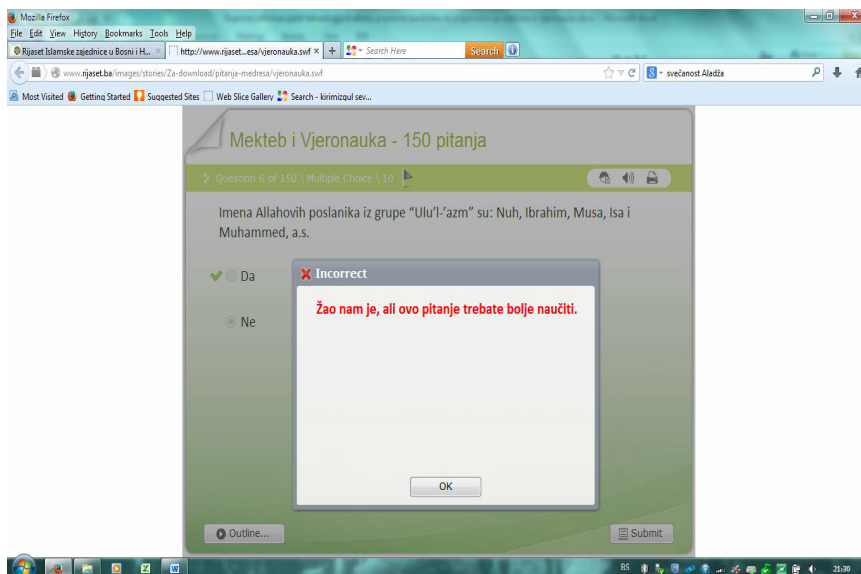 Mozilla Firefox
File Edit View History Bookmarks Tools Help
Rijaset Islamske zajednice u Bosni i H... × http://www.rijaset...esa/vjeronauka.swf × + Search Here Search
www.rijaset.ba/images/stories/Za-download/pitanja-medresa/vjeronauka.swf svečanost Aladža
Most Visited Getting Started Suggested Sites Web Slice Gallery Search - kirimizqul sev...
Mekteb i Vjeronauka - 150 pitanja
Question 6 of 150 \ Multiple Choice \ 10
Imena Allahovih poslanika iz grupe "Ulu'l-'azm" su: Nuh, Ibrahim, Musa, Isa i
Muhammed, a.s.
Da
Incorrect
Žao nam je, ali ovo pitanje trebate bolje naučiti.
Ne
OK
Outline...
Submit
BS 21:30